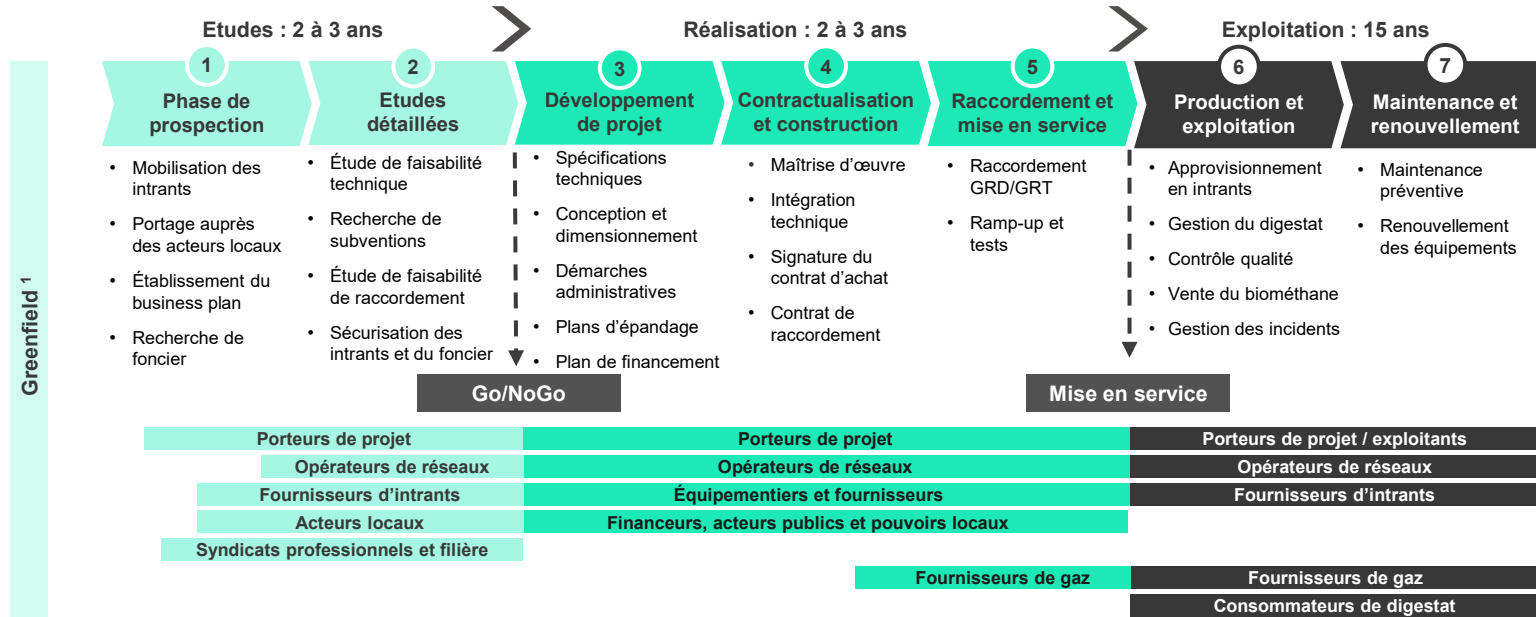 Etudes : 2 à 3 ans
Réalisation : 2 à 3 ans
Exploitation : 15 ans
Greenfield ¹
1
Phase de
prospection
• Mobilisation des
intrants
• Portage auprès
des acteurs locaux
• Établissement du
business plan
• Recherche de
foncier
2
Etudes
détaillées
• Étude de faisabilité
technique
• Recherche de
subventions
• Étude de faisabilité
de raccordement
• Sécurisation des
intrants et du foncier
3
Développement
de projet
• Spécifications
techniques
• Conception et
dimensionnement
• Démarches
administratives
• Plans d’épandage
• Plan de financement
4
Contractualisation
et construction
• Maîtrise d’œuvre
• Intégration
technique
• Signature du
contrat d’achat
• Contrat de
raccordement
5
Raccordement et
mise en service
• Raccordement
GRD/GRT
• Ramp-up et
tests
6
Production et
exploitation
• Approvisionnement
en intrants
• Gestion du digestat
• Contrôle qualité
• Vente du biométhane
• Gestion des incidents
7
Maintenance et
renouvellement
• Maintenance
préventive
• Renouvellement
des équipements
Go/NoGo
Mise en service
Porteurs de projet
Porteurs de projet
Porteurs de projet / exploitants
Opérateurs de réseaux
Opérateurs de réseaux
Opérateurs de réseaux
Fournisseurs d’intrants
Équipementiers et fournisseurs
Fournisseurs d’intrants
Acteurs locaux
Financeurs, acteurs publics et pouvoirs locaux
Syndicats professionnels et filière
Fournisseurs de gaz
Fournisseurs de gaz
Consommateurs de digestat